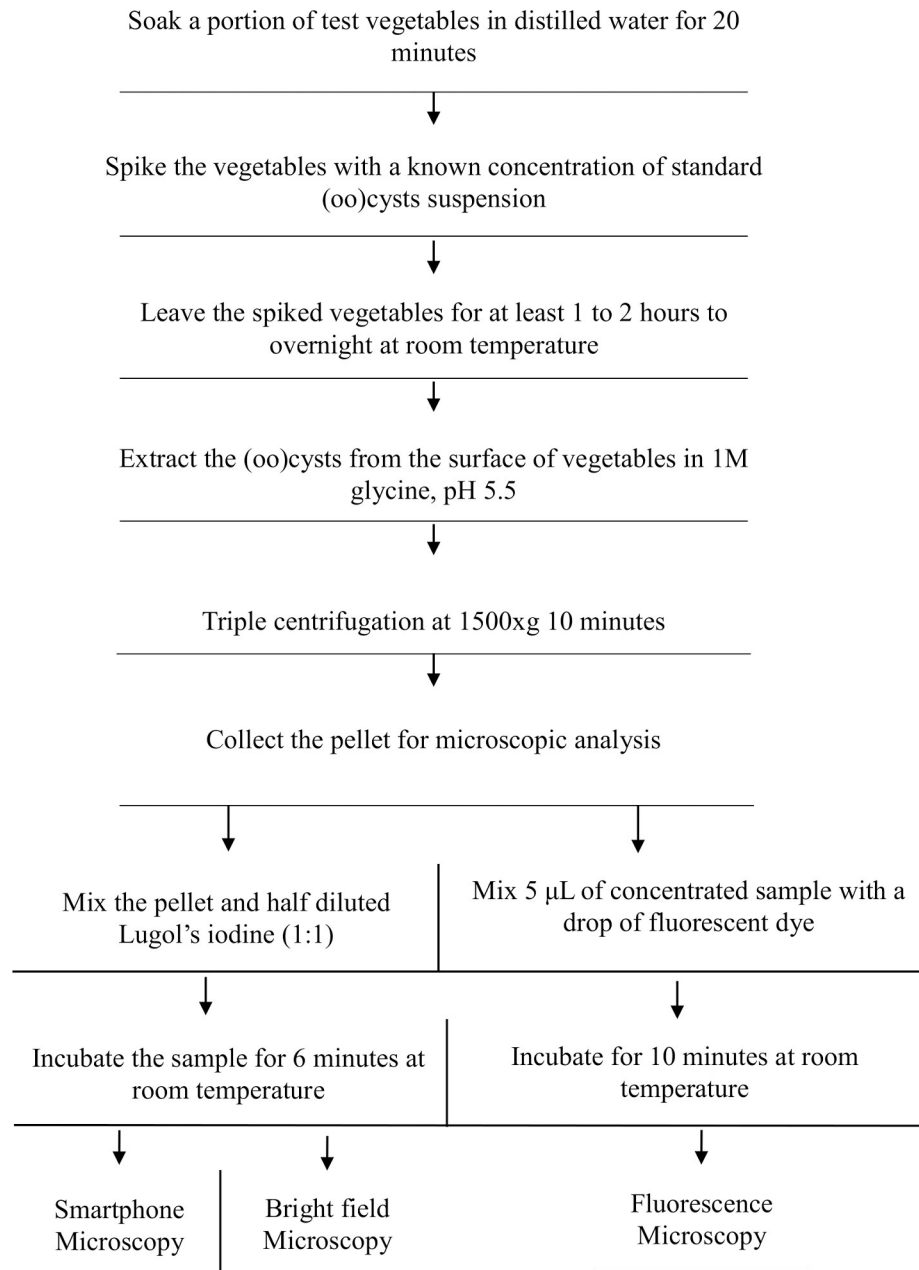 Soak a portion of test vegetables in distilled water for 20
minutes
Spike the vegetables with a known concentration of standard
(oo)cysts suspension
Leave the spiked vegetables for at least 1 to 2 hours to
overnight at room temperature
Extract the (oo)cysts from the surface of vegetables in 1M
glycine, pH 5.5
Triple centrifugation at 1500xg 10 minutes
Collect the pellet for microscopic analysis
Mix the pellet and half diluted
Lugol’s iodine (1:1)
Mix 5 μL of concentrated sample with a
drop of fluorescent dye
Incubate the sample for 6 minutes at
room temperature
Incubate for 10 minutes at room
temperature
Smartphone
Microscopy
Bright field
Microscopy
Fluorescence
Microscopy